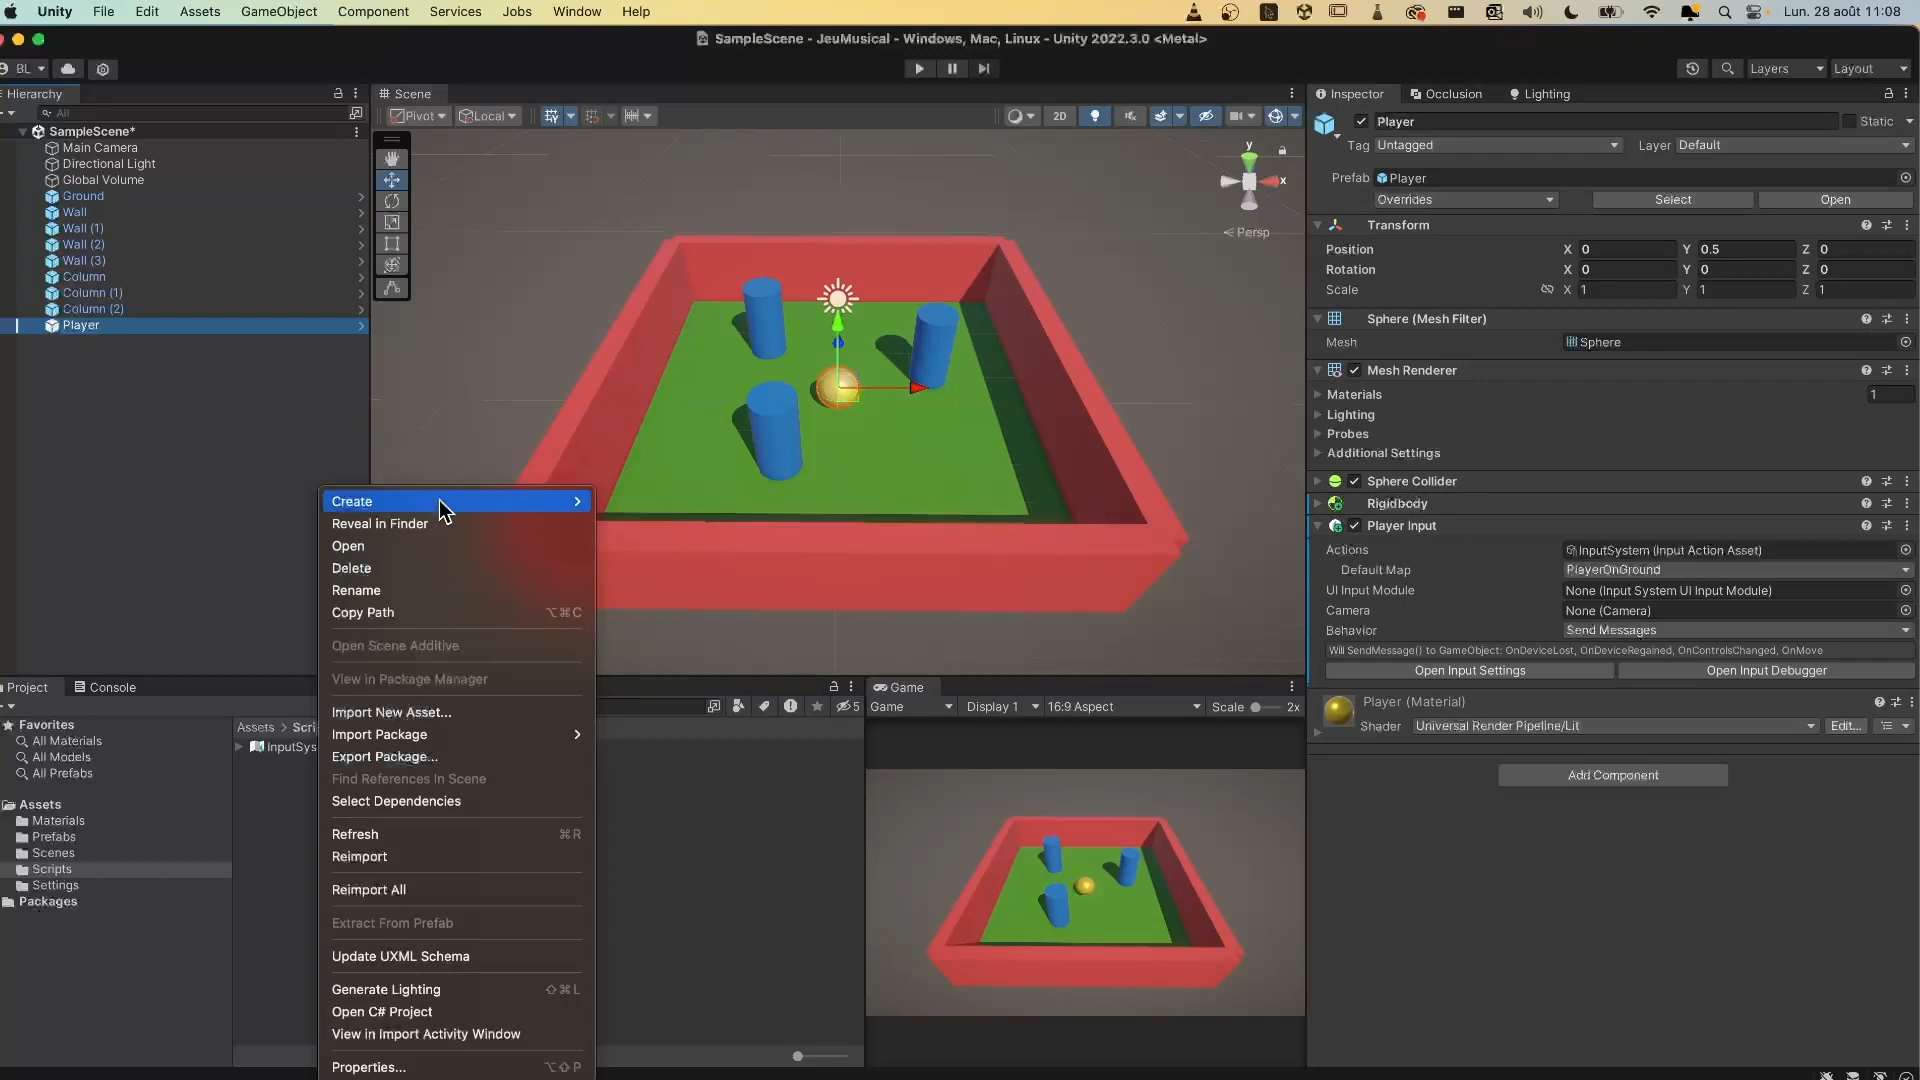 Unity File Edit Assets GameObject Component Services Jobs Window Help Lun. 28 août 11:08
SampleScene - JeuMusical - Windows, Mac, Linux - Unity 2022.3.0 <Metal>
BL Layers Layout
Hierarchy
All
SampleScene*
Main Camera
Directional Light
Global Volume
Ground
Wall
Wall (1)
Wall (2)
Wall (3)
Column
Column (1)
Column (2)
Player
Scene
Pivot Local 2D
y
x
Persp
Create
Reveal in Finder
Open
Delete
Rename
Copy Path ⌥⌘C
Open Scene Additive
View in Package Manager
Import New Asset...
Import Package
Export Package...
Find References In Scene
Select Dependencies
Refresh ⌘R
Reimport
Reimport All
Extract From Prefab
Update UXML Schema
Generate Lighting ⇧⌘L
Open C# Project
View in Import Activity Window
Properties... ⌥⇧P
Project Console
5
Favorites
All Materials
All Models
All Prefabs
Assets
Materials
Prefabs
Scenes
Scripts
Settings
Packages
Assets > Scri
InputSys
Game
Game Display 1 16:9 Aspect Scale 2x
Inspector Occlusion Lighting
Player Static
Tag Untagged Layer Default
Prefab Player
Overrides Select Open
Transform
Position X 0 Y 0.5 Z 0
Rotation X 0 Y 0 Z 0
Scale X 1 Y 1 Z 1
Sphere (Mesh Filter)
Mesh Sphere
Mesh Renderer
Materials 1
Lighting
Probes
Additional Settings
Sphere Collider
Rigidbody
Player Input
Actions InputSystem (Input Action Asset)
Default Map PlayerOnGround
UI Input Module None (Input System UI Input Module)
Camera None (Camera)
Behavior Send Messages
Will SendMessage() to GameObject: OnDeviceLost, OnDeviceRegained, OnControlsChanged, OnMove
Open Input Settings Open Input Debugger
Player (Material)
Shader Universal Render Pipeline/Lit Edit...
Add Component